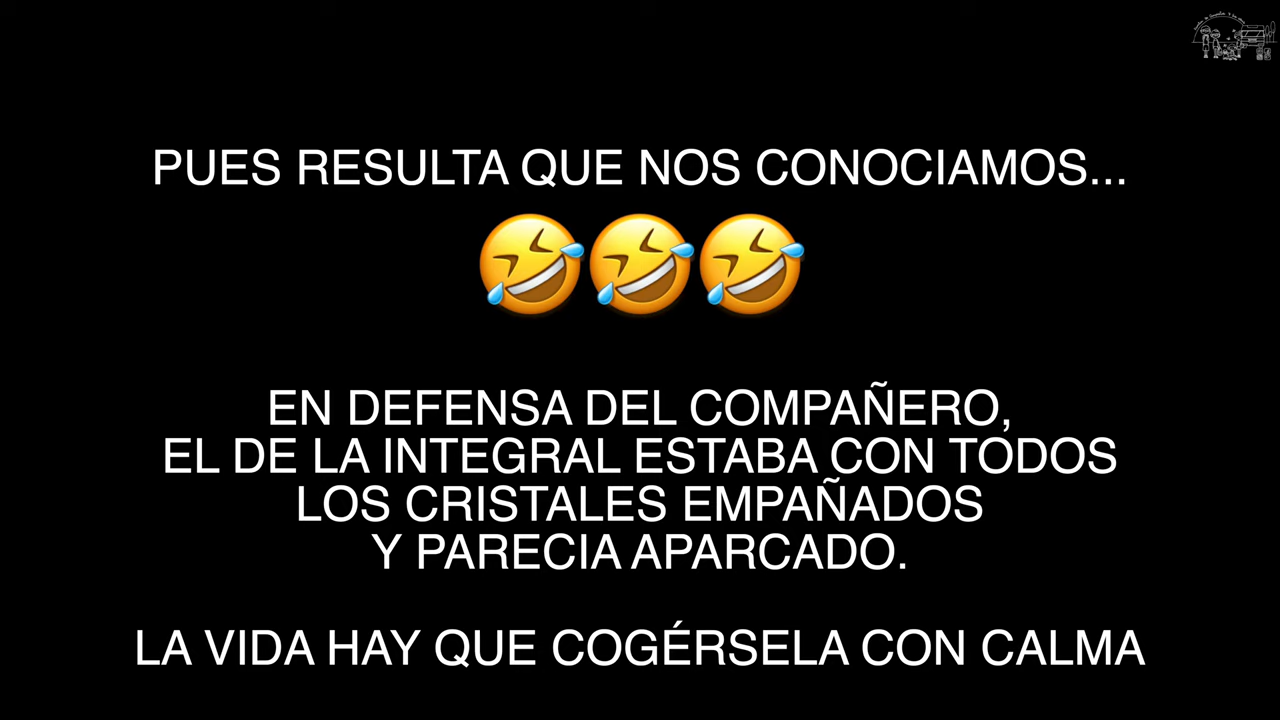 PUES RESULTA QUE NOS CONOCIAMOS...
🤣🤣🤣
EN DEFENSA DEL COMPAÑERO,
EL DE LA INTEGRAL ESTABA CON TODOS
LOS CRISTALES EMPAÑADOS
Y PARECIA APARCADO.
LA VIDA HAY QUE COGÉRSELA CON CALMA